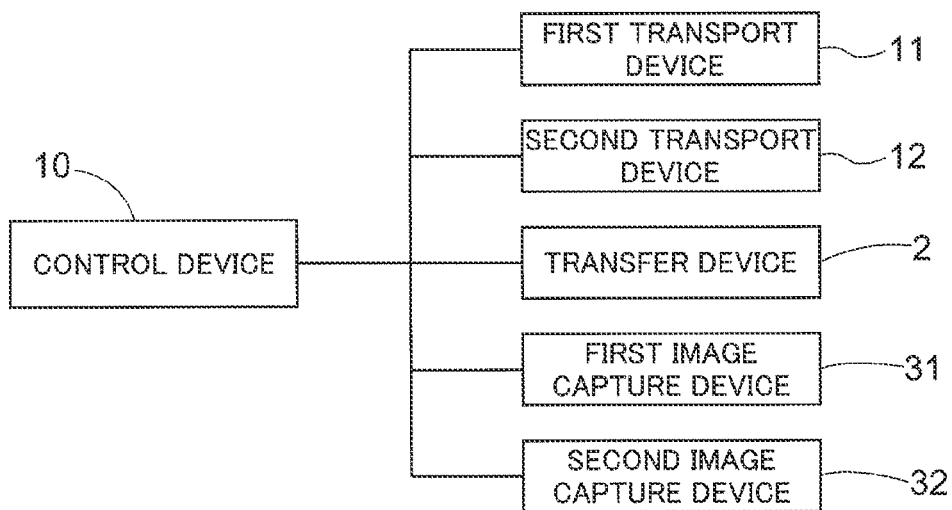 FIRST TRANSPORT
DEVICE
11
SECOND TRANSPORT
DEVICE
12
10
CONTROL DEVICE
TRANSFER DEVICE
2
FIRST IMAGE
CAPTURE DEVICE
31
SECOND IMAGE
CAPTURE DEVICE
32